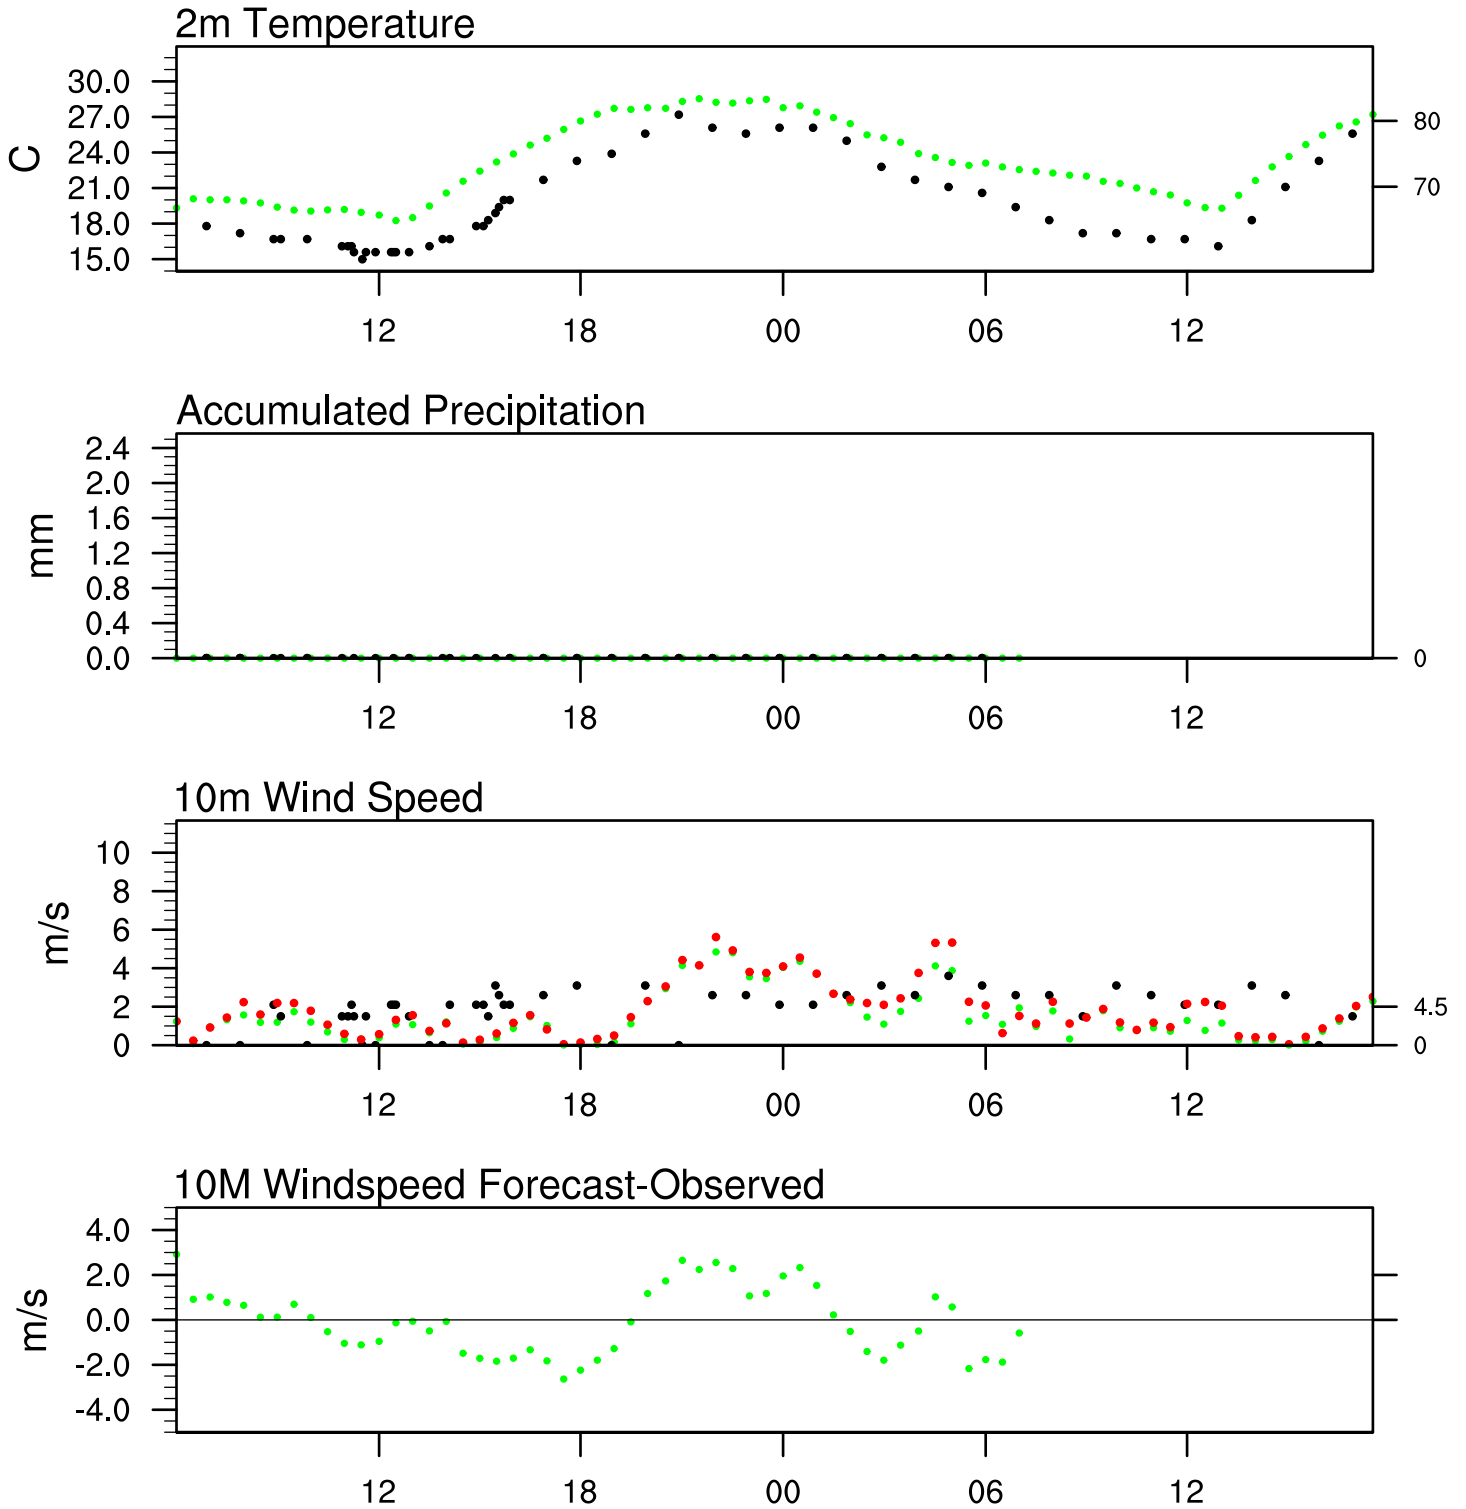 2m Temperature
30.0
27.0
24.0
21.0
18.0
15.0
C
80
70
12 18 00 06 12
Accumulated Precipitation
2.4
2.0
1.6
1.2
0.8
0.4
0.0
mm
0
12 18 00 06 12
10m Wind Speed
10
8
6
4
2
0
m/s
4.5
0
12 18 00 06 12
10M Windspeed Forecast-Observed
4.0
2.0
0.0
-2.0
-4.0
m/s
12 18 00 06 12